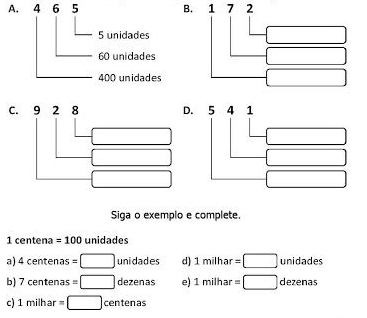 A. 4 6 5
5 unidades
60 unidades
400 unidades
B. 1 7 2
C. 9 2 8
D. 5 4 1
Siga o exemplo e complete.
1 centena = 100 unidades
a) 4 centenas = unidades
b) 7 centenas = dezenas
c) 1 milhar = centenas
d) 1 milhar = unidades
e) 1 milhar = dezenas